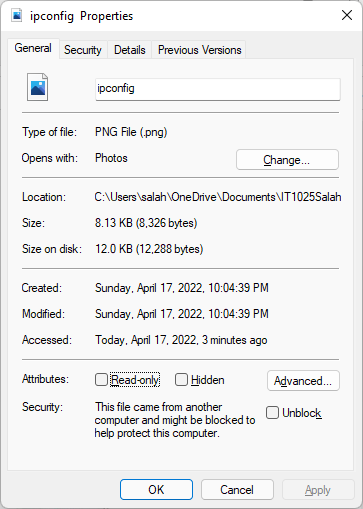 ipconfig Properties
General Security Details Previous Versions
ipconfig
Type of file: PNG File (.png)
Opens with: Photos Change...
Location: C:\Users\salah\OneDrive\Documents\IT1025Salah
Size: 8.13 KB (8,326 bytes)
Size on disk: 12.0 KB (12,288 bytes)
Created: Sunday, April 17, 2022, 10:04:39 PM
Modified: Sunday, April 17, 2022, 10:04:39 PM
Accessed: Today, April 17, 2022, 3 minutes ago
Attributes: Read-only Hidden Advanced...
Security: This file came from another
computer and might be blocked to Unblock
help protect this computer.
OK Cancel Apply